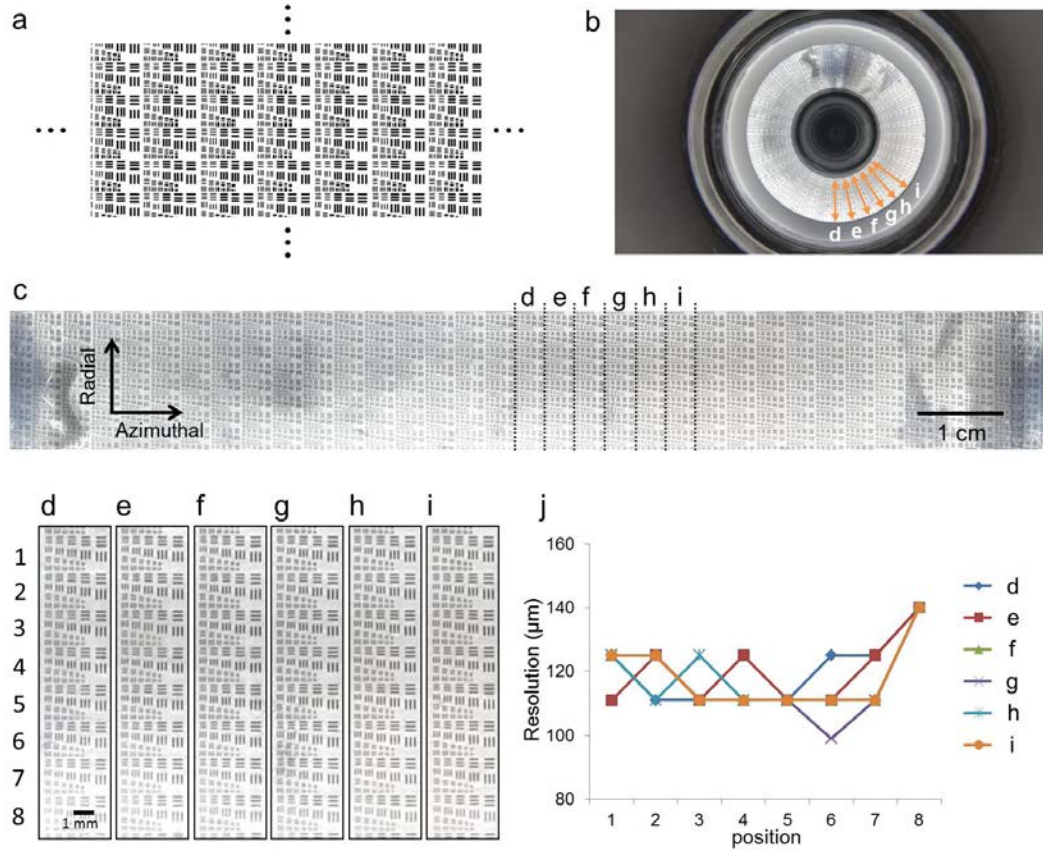 a
b
d e f g h i
c
d e f g h i
Radial
Azimuthal
1 cm
d e f g h i
1
2
3
4
5
6
7
8
1 mm
j
160
140
120
100
80
Resolution (µm)
1 2 3 4 5 6 7 8
position
d
e
f
g
h
i